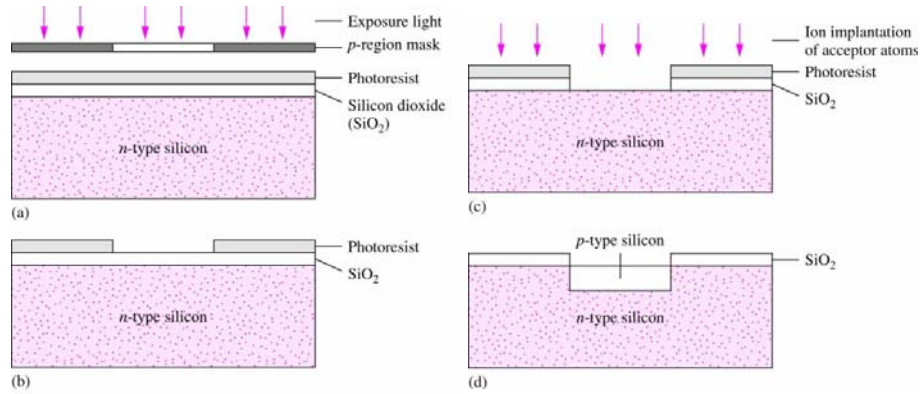 Exposure light
p-region mask
Photoresist
Silicon dioxide
(SiO₂)
n-type silicon
(a)
Photoresist
SiO₂
n-type silicon
(b)
Ion implantation
of acceptor atoms
Photoresist
SiO₂
n-type silicon
(c)
p-type silicon
SiO₂
n-type silicon
(d)